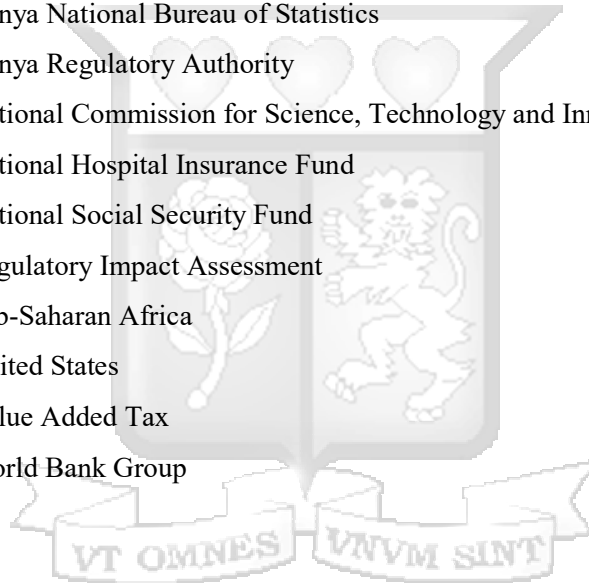 nya National Bureau of Statistics
nya Regulatory Authority
tional Commission for Science, Technology and Inn
tional Hospital Insurance Fund
tional Social Security Fund
gulatory Impact Assessment
b-Saharan Africa
ited States
lue Added Tax
orld Bank Group
VT OMNES VNVM SINT